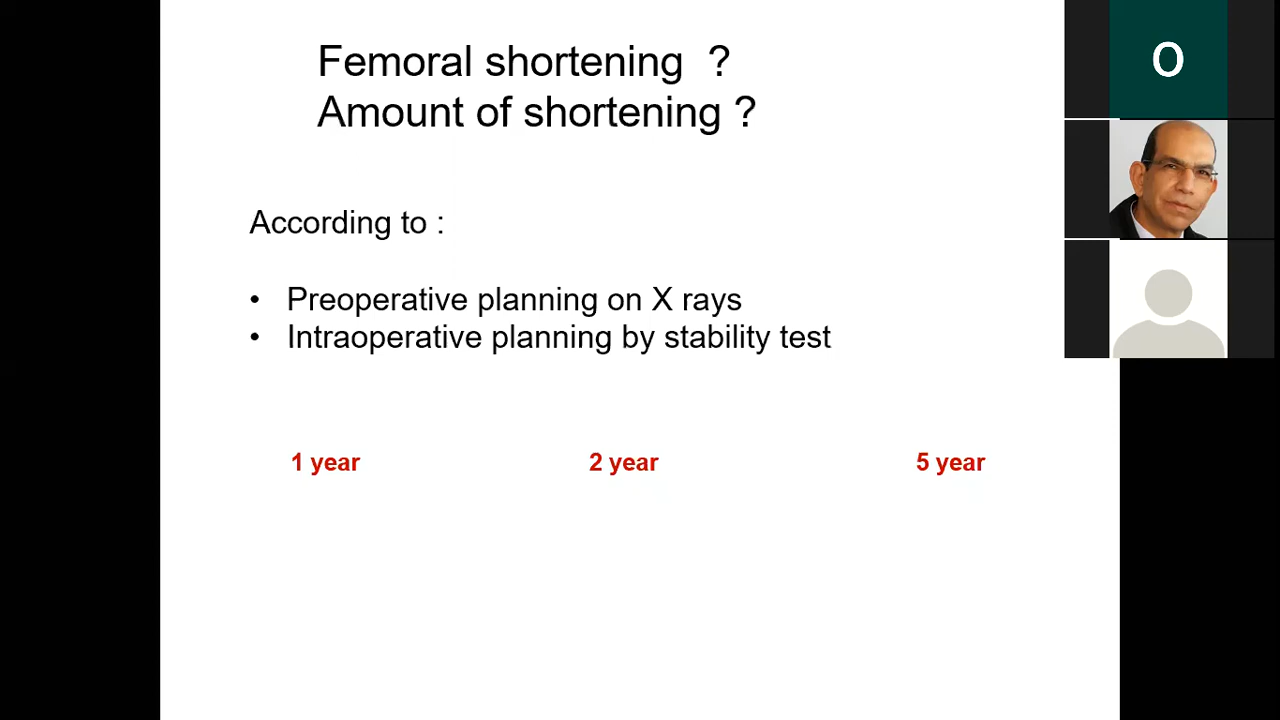 Femoral shortening ?
Amount of shortening ?
According to :
• Preoperative planning on X rays
• Intraoperative planning by stability test
1 year 2 year 5 year
O